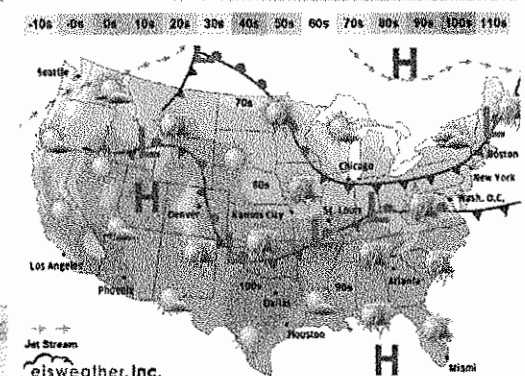 -10s -0s 0s 10s 20s 30s 40s 50s 60s 70s 80s 90s 100s 110s
L
H
Seattle
70s
L
L
Boston
Chicago
New York
H
80s
Wash. D.C.
Denver
Kansas City
St. Louis
L
L
Los Angeles
Phoenix
100s
90s
Atlanta
Dallas
Houston
Jet Stream
H
Miami
eisweather, Inc.